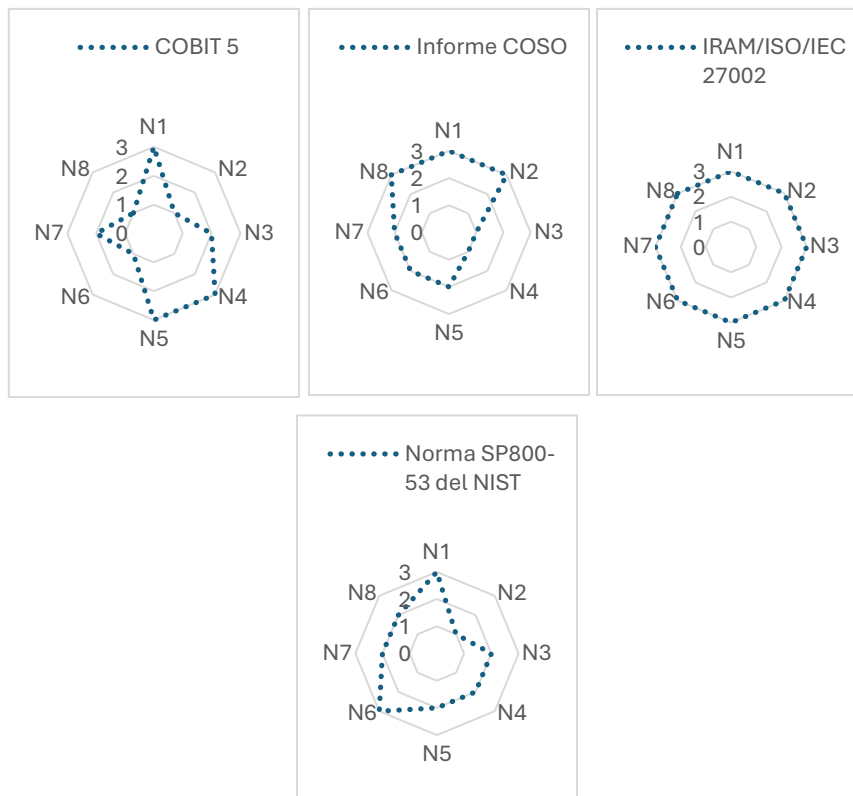 COBIT 5
N1
N2
N3
N4
N5
N6
N7
N8
3
2
1
0
Informe COSO
N1
N2
N3
N4
N5
N6
N7
N8
3
2
1
0
IRAM/ISO/IEC
27002
N1
N2
N3
N4
N5
N6
N7
N8
3
2
1
0
Norma SP800-
53 del NIST
N1
N2
N3
N4
N5
N6
N7
N8
3
2
1
0